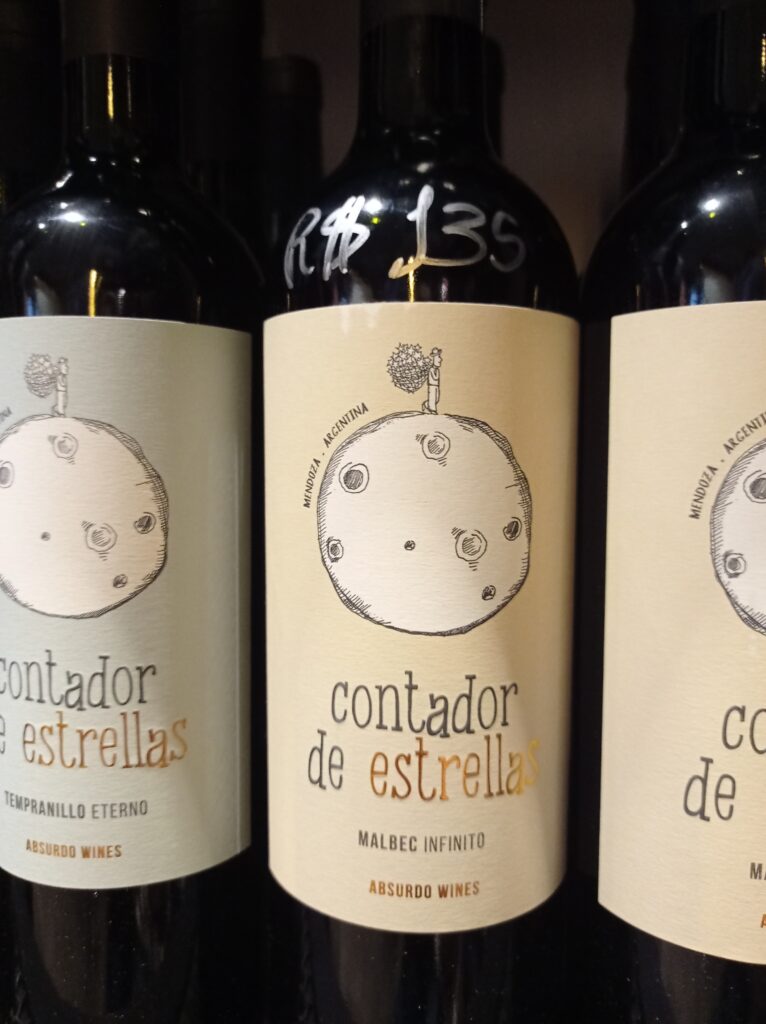 R$ 135
MENDOZA . ARGENTINA
contador
de estrellas
MALBEC INFINITO
ABSURDO WINES
contador
estrellas
TEMPRANILLO ETERNO
ABSURDO WINES
MENDOZA . ARGENTIN
co
de